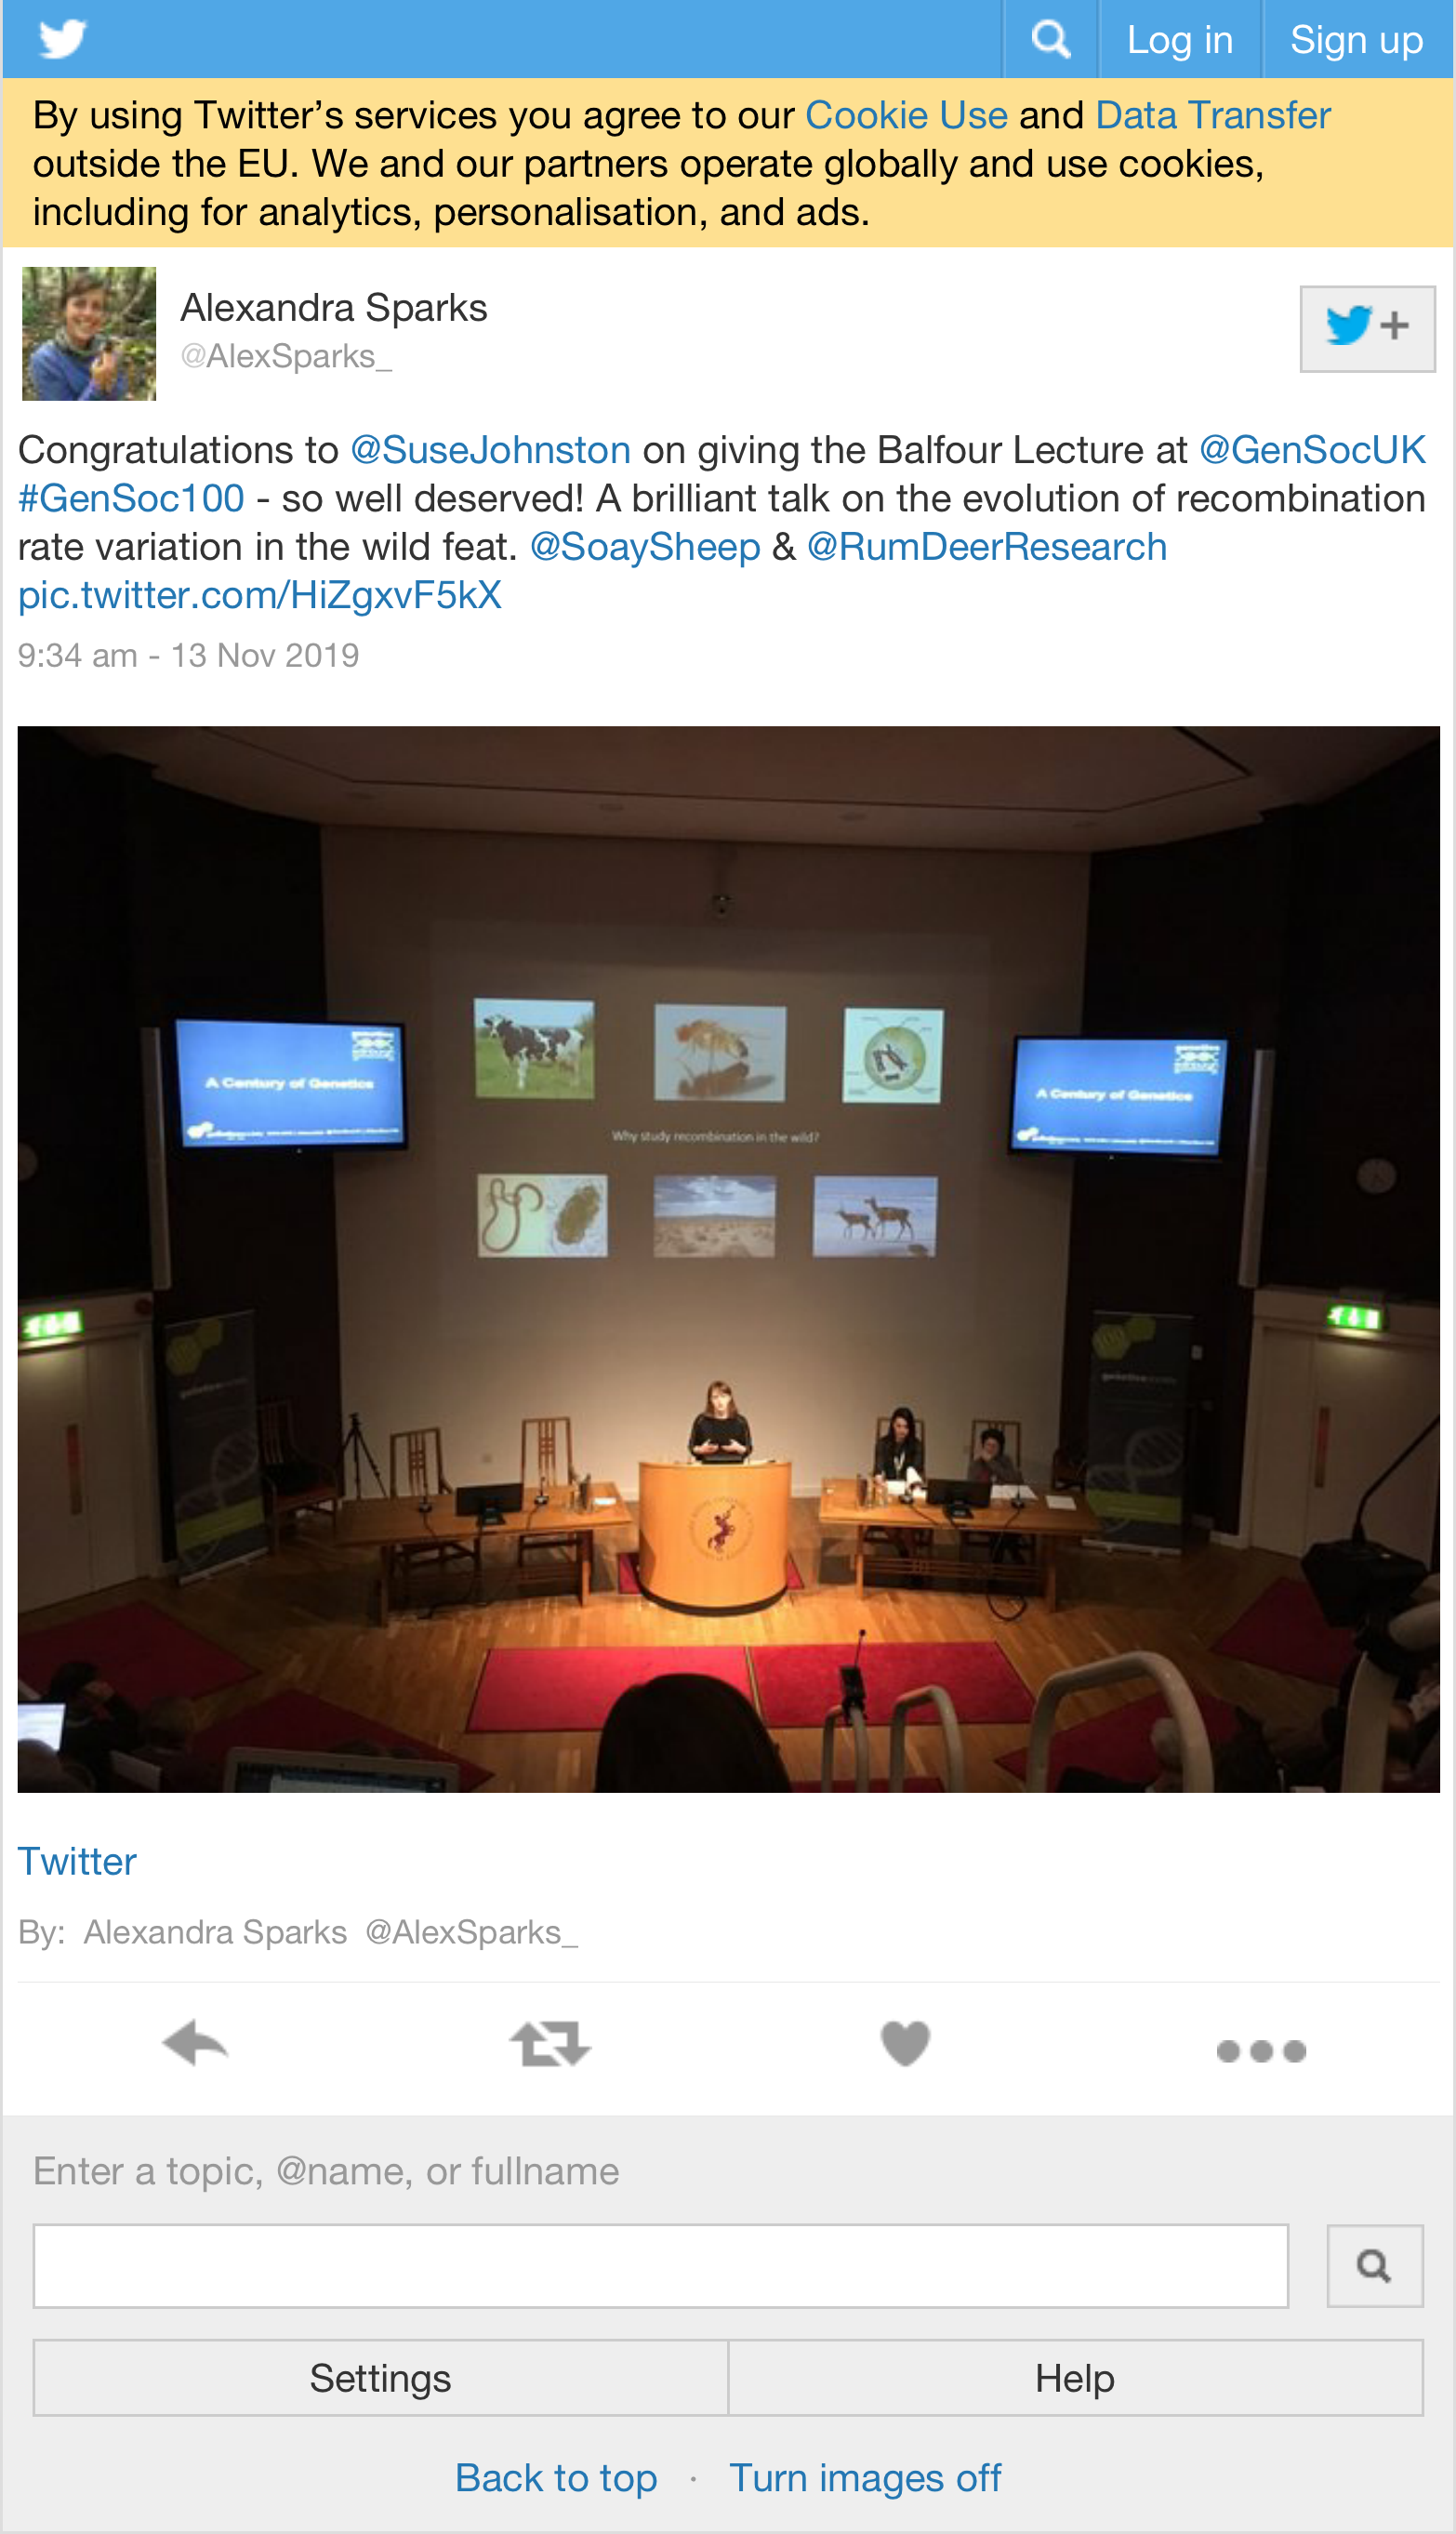 Log in
Sign up
By using Twitter’s services you agree to our Cookie Use and Data Transfer
outside the EU. We and our partners operate globally and use cookies,
including for analytics, personalisation, and ads.
Alexandra Sparks
@AlexSparks_
+
Congratulations to @SuseJohnston on giving the Balfour Lecture at @GenSocUK
#GenSoc100 - so well deserved! A brilliant talk on the evolution of recombination
rate variation in the wild feat. @SoaySheep & @RumDeerResearch
pic.twitter.com/HiZgxvF5kX
9:34 am - 13 Nov 2019
A Century of Genetics
A Century of Genetics
Why study recombination in the wild?
Twitter
By: Alexandra Sparks @AlexSparks_
Enter a topic, @name, or fullname
Settings
Help
Back to top · Turn images off